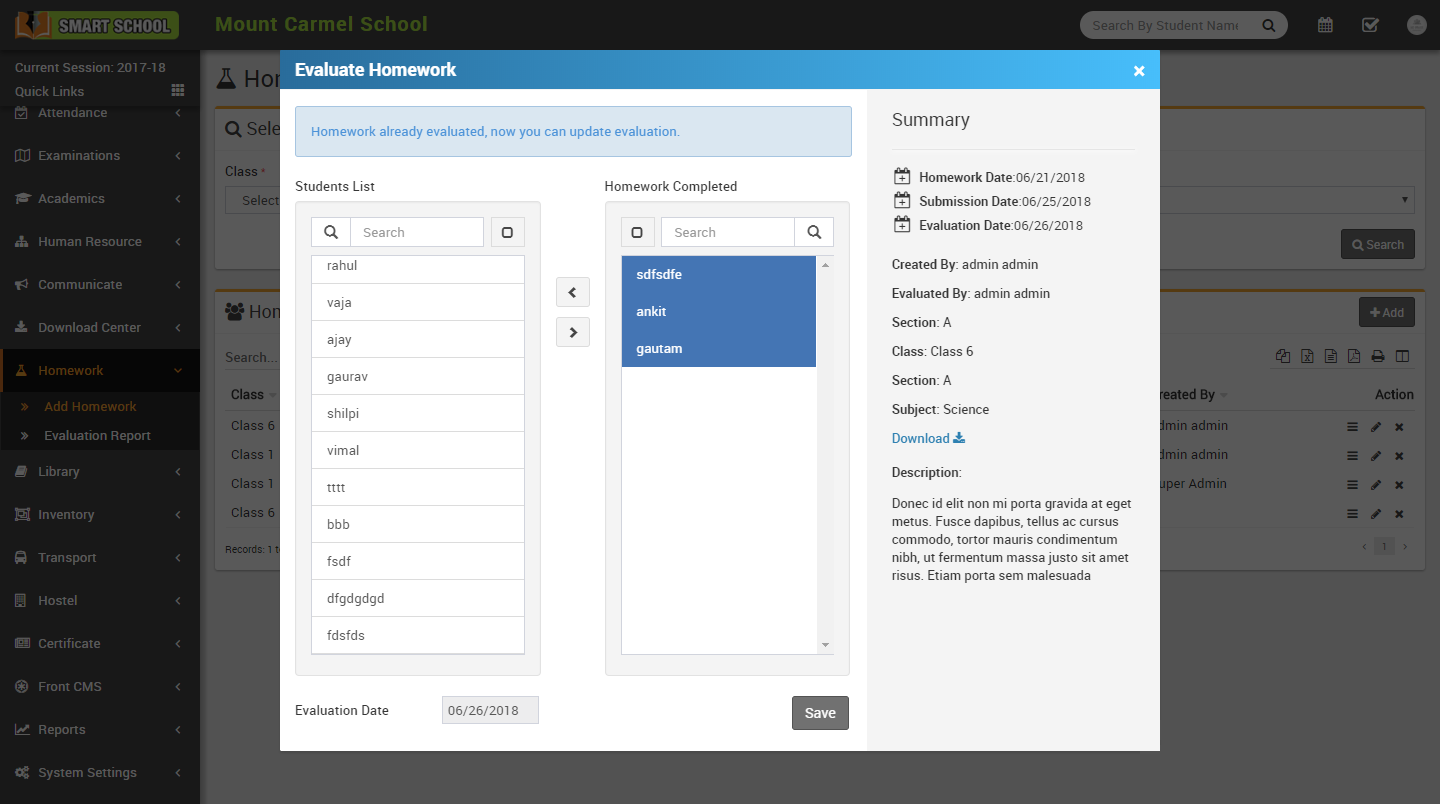 SMART SCHOOL
Mount Carmel School
Search By Student Name
Current Session: 2017-18
Quick Links
Attendance
Examinations
Academics
Human Resource
Communicate
Download Center
Homework
Add Homework
Evaluation Report
Library
Inventory
Transport
Hostel
Certificate
Front CMS
Reports
System Settings
Class *
Select
Search
Add
Search...
Class
Class 6
Class 1
Class 1
Class 6
Records: 1
Action
admin
admin
Admin
1
Evaluate Homework
×
Homework already evaluated, now you can update evaluation.
Students List
Search
rahul
vaja
ajay
gaurav
shilpi
vimal
tttt
bbb
fsdf
dfgdgdgd
fdsfds
Homework Completed
Search
sdfsdfe
ankit
gautam
Evaluation Date 06/26/2018
Save
Summary
Homework Date:06/21/2018
Submission Date:06/25/2018
Evaluation Date:06/26/2018
Created By: admin admin
Evaluated By: admin admin
Section: A
Class: Class 6
Section: A
Subject: Science
Download
Description:
Donec id elit non mi porta gravida at eget
metus. Fusce dapibus, tellus ac cursus
commodo, tortor mauris condimentum
nibh, ut fermentum massa justo sit amet
risus. Etiam porta sem malesuada